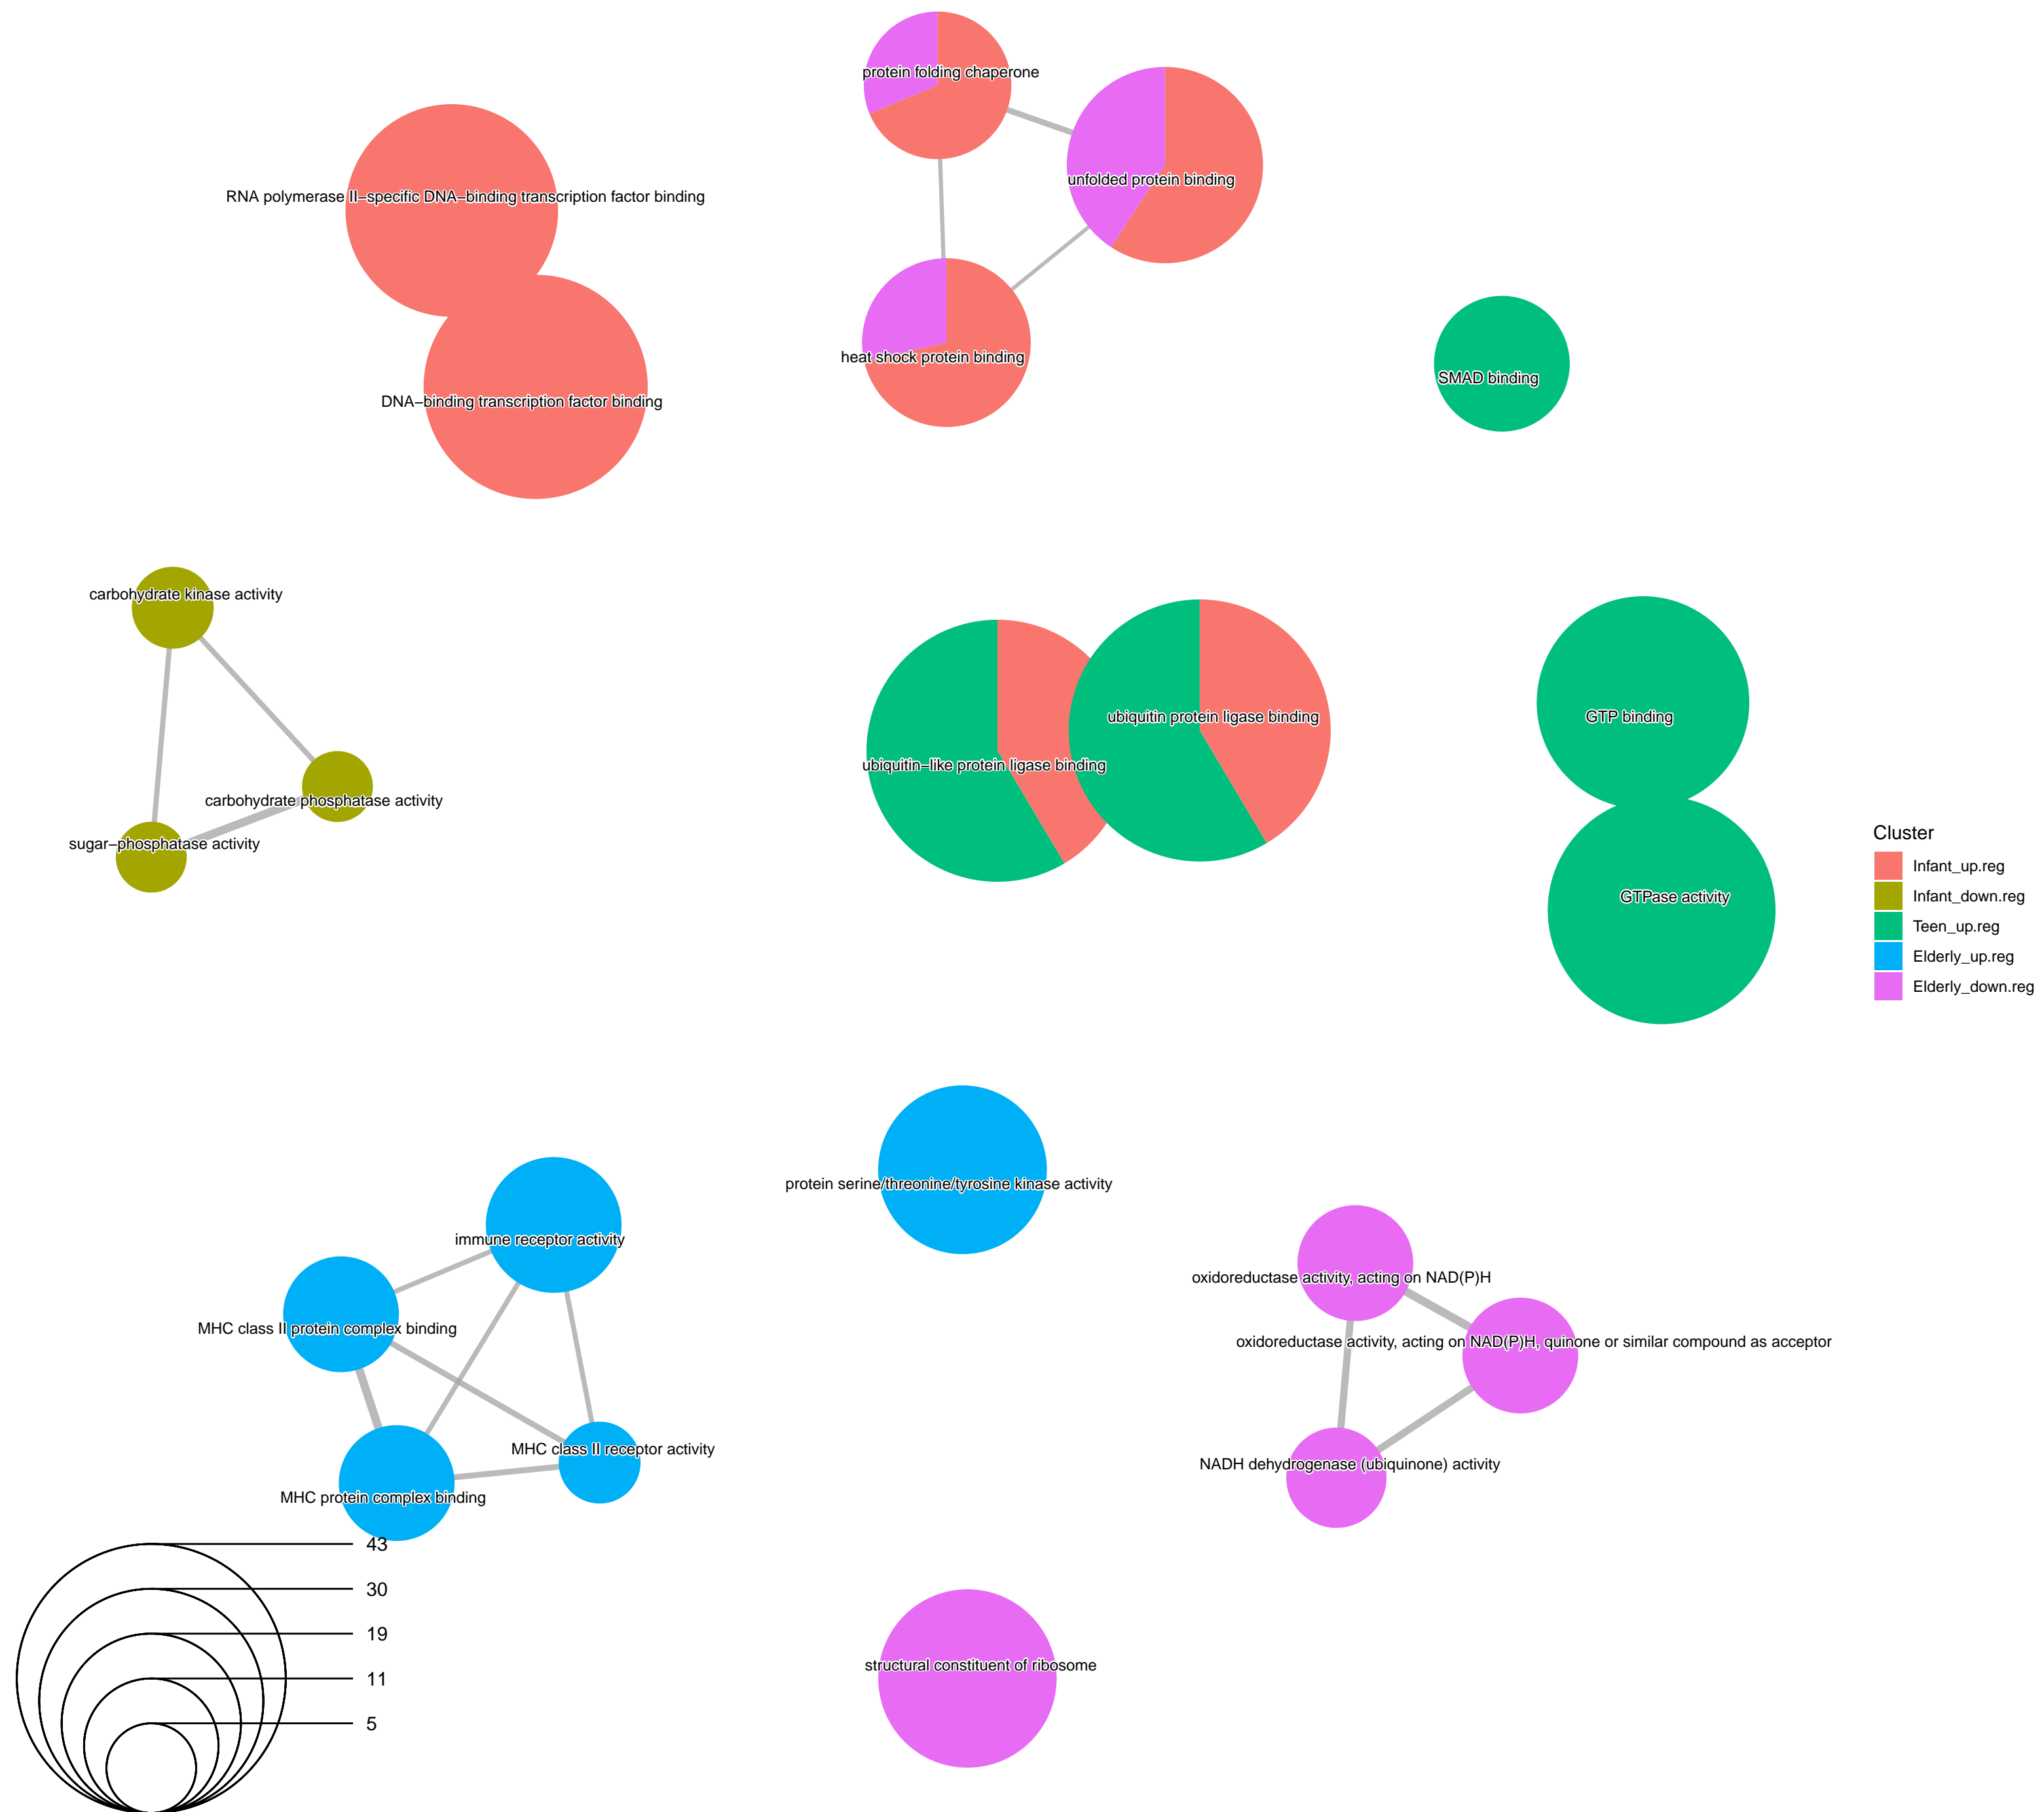 protein folding chaperone
unfolded protein binding
RNA polymerase II−specific DNA−binding transcription factor binding
heat shock protein binding
SMAD binding
DNA−binding transcription factor binding
carbohydrate kinase activity
ubiquitin protein ligase binding
GTP binding
ubiquitin−like protein ligase binding
carbohydrate phosphatase activity
sugar−phosphatase activity
GTPase activity
Cluster
Infant_up.reg
Infant_down.reg
Teen_up.reg
Elderly_up.reg
Elderly_down.reg
protein serine/threonine/tyrosine kinase activity
immune receptor activity
oxidoreductase activity, acting on NAD(P)H
MHC class II protein complex binding
oxidoreductase activity, acting on NAD(P)H, quinone or similar compound as acceptor
MHC class II receptor activity
NADH dehydrogenase (ubiquinone) activity
MHC protein complex binding
43
30
19
11
5
structural constituent of ribosome